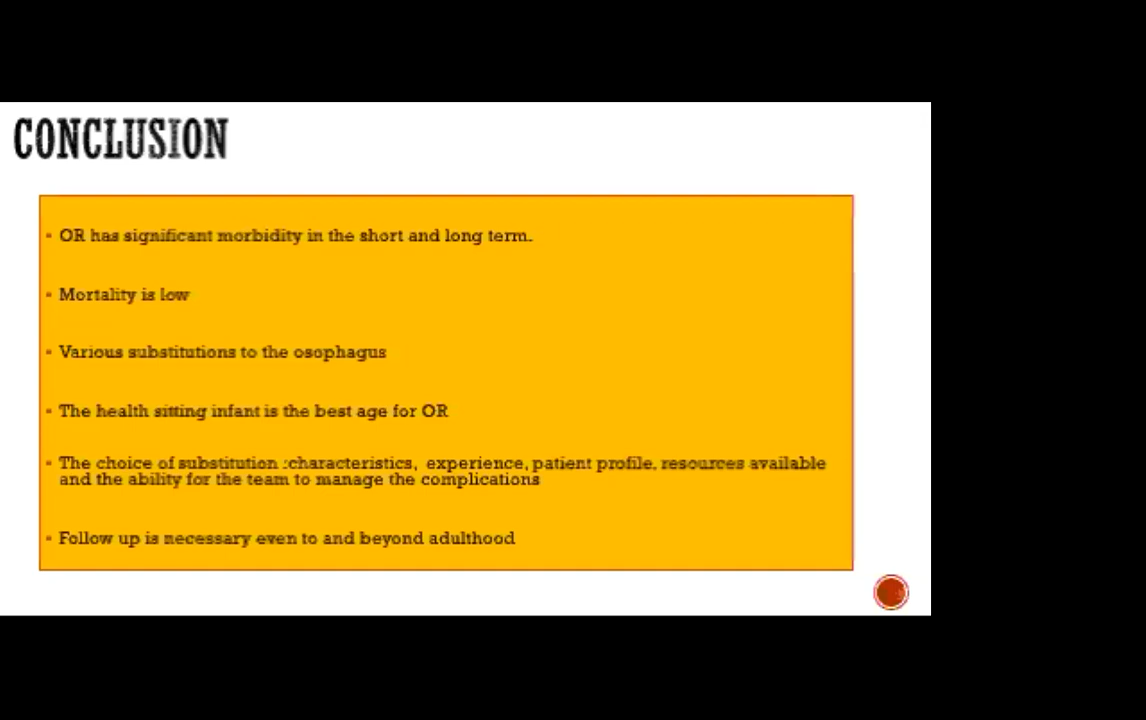 CONCLUSION
OR has significant morbidity in the short and long term.
Mortality is low
Various substitutions to the osophagus
The health sitting infant is the best age for OR
The choice of substitution :characteristics, experience, patient profile, resources available
and the ability for the team to manage the complications
Follow up is necessary even to and beyond adulthood